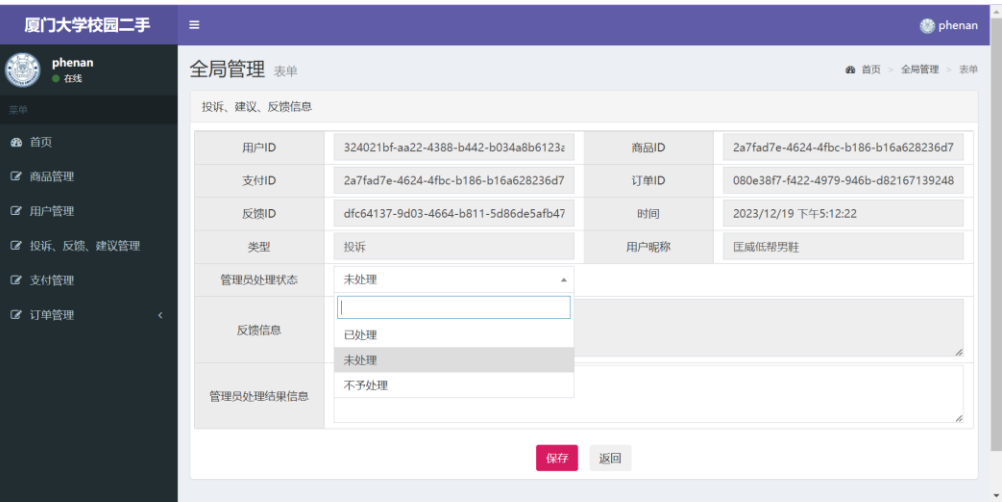 厦门大学校园二手
phenan
phenan
在线
菜单
首页
商品管理
用户管理
投诉、反馈、建议管理
支付管理
订单管理
全局管理 表单
首页 > 全局管理 > 表单
投诉、建议、反馈信息
用户ID 324021bf-aa22-4388-b442-b034a8b6123a 商品ID 2a7fad7e-4624-4fbc-b186-b16a628236d7
支付ID 2a7fad7e-4624-4fbc-b186-b16a628236d7 订单ID 080e38f7-f422-4979-946b-d82167139248
反馈ID dfc64137-9d03-4664-b811-5d86de5afb47 时间 2023/12/19 下午5:12:22
类型 投诉 用户昵称 匡威低帮男鞋
管理员处理状态 未处理
已处理
反馈信息
未处理
不予处理
管理员处理结果信息
保存 返回